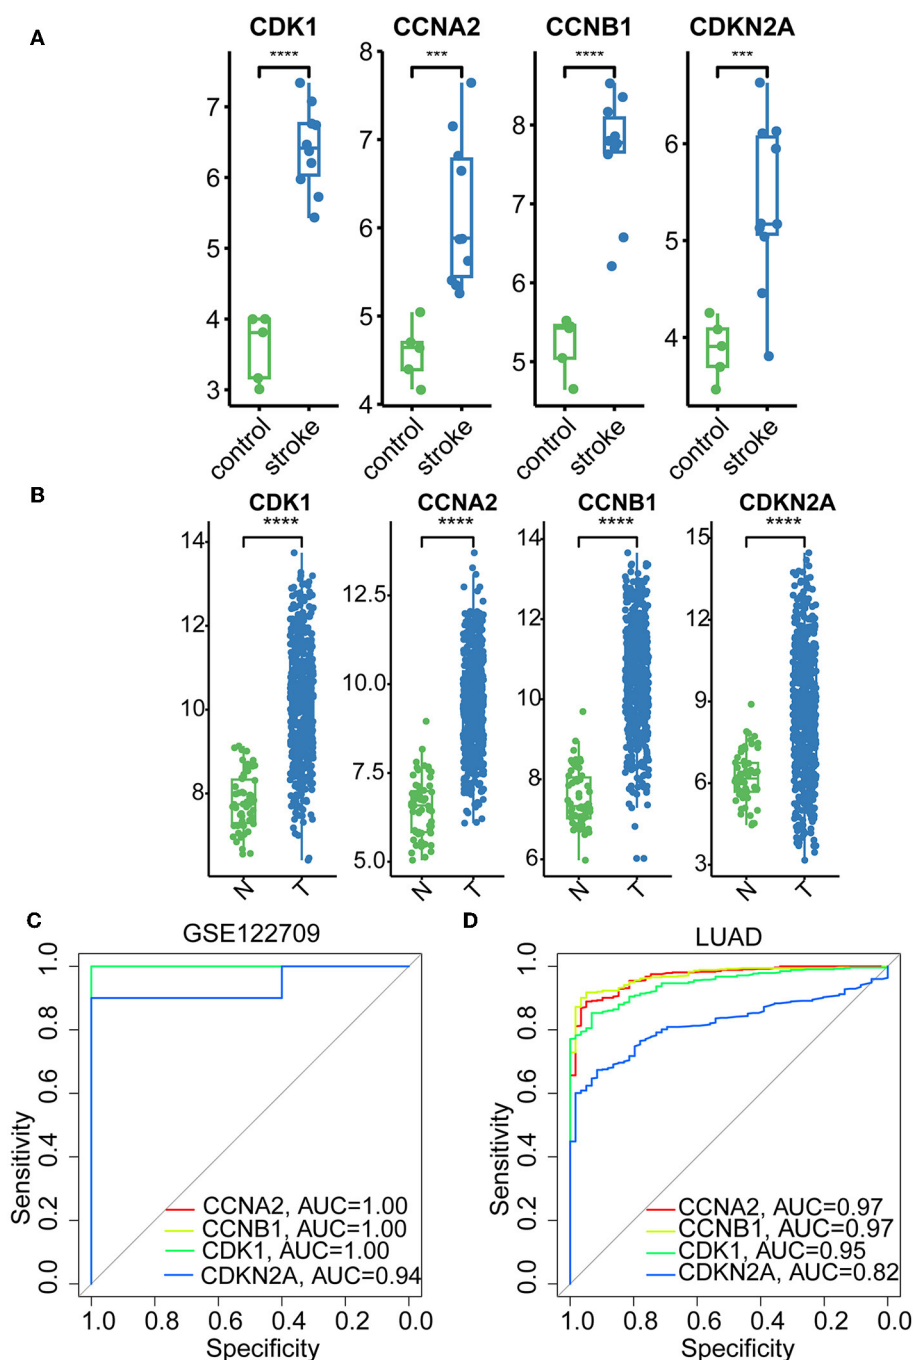 A
CDK1 CCNA2 CCNB1 CDKN2A
**** *** **** ***
7
6
5
4
3
8
7
6
5
4
8
7
6
5
6
5
4
control stroke control stroke control stroke control stroke
B
CDK1 CCNA2 CCNB1 CDKN2A
**** **** **** ****
14
12
10
8
12.5
10.0
7.5
5.0
14
12
10
8
6
15
12
9
6
3
N T N T N T N T
C
GSE122709
Sensitivity
1.0
0.8
0.6
0.4
0.2
0.0
CCNA2, AUC=1.00
CCNB1, AUC=1.00
CDK1, AUC=1.00
CDKN2A, AUC=0.94
1.0 0.8 0.6 0.4 0.2 0.0
Specificity
D
LUAD
Sensitivity
1.0
0.8
0.6
0.4
0.2
0.0
CCNA2, AUC=0.97
CCNB1, AUC=0.97
CDK1, AUC=0.95
CDKN2A, AUC=0.82
1.0 0.8 0.6 0.4 0.2 0.0
Specificity